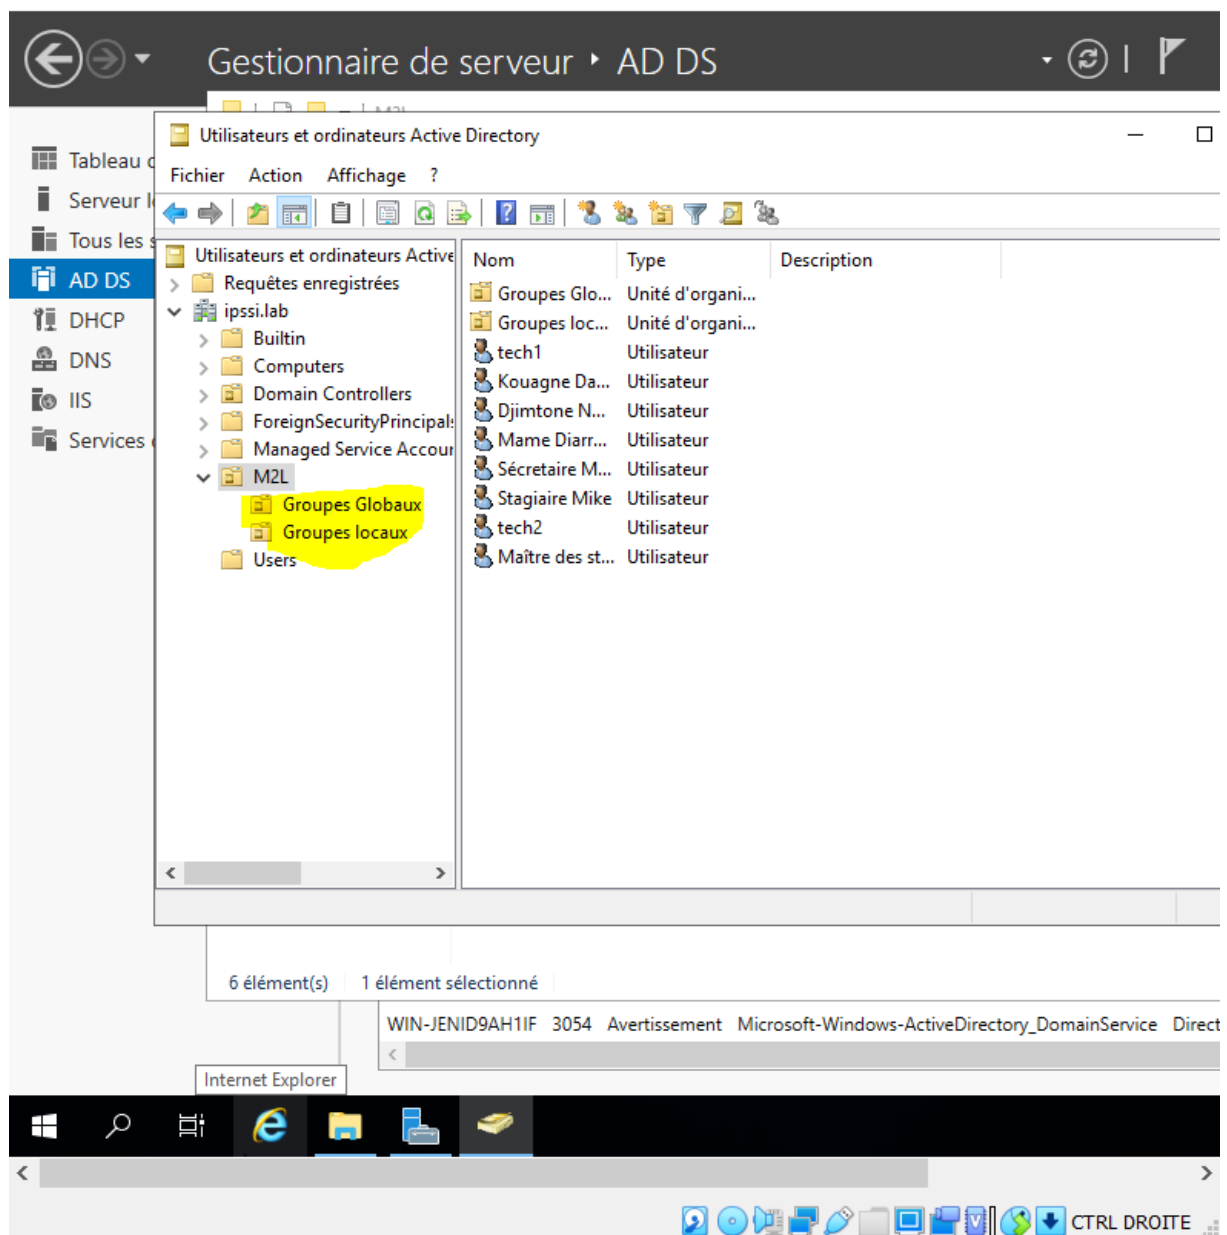 Gestionnaire de serveur ‣ AD DS
Utilisateurs et ordinateurs Active Directory
Fichier Action Affichage ?
Tableau d
Serveur l
Tous les s
AD DS
DHCP
DNS
IIS
Services
Utilisateurs et ordinateurs Active
Requêtes enregistrées
ipssi.lab
Builtin
Computers
Domain Controllers
ForeignSecurityPrincipals
Managed Service Accour
M2L
Groupes Globaux
Groupes locaux
Users
Nom Type Description
Groupes Glo... Unité d'organi...
Groupes loc... Unité d'organi...
tech1 Utilisateur
Kouagne Da... Utilisateur
Djimtone N... Utilisateur
Mame Diarr... Utilisateur
Sécretaire M... Utilisateur
Stagiaire Mike Utilisateur
tech2 Utilisateur
Maître des st... Utilisateur
6 élément(s) 1 élément sélectionné
WIN-JENID9AH1IF 3054 Avertissement Microsoft-Windows-ActiveDirectory_DomainService Direct
Internet Explorer
CTRL DROITE